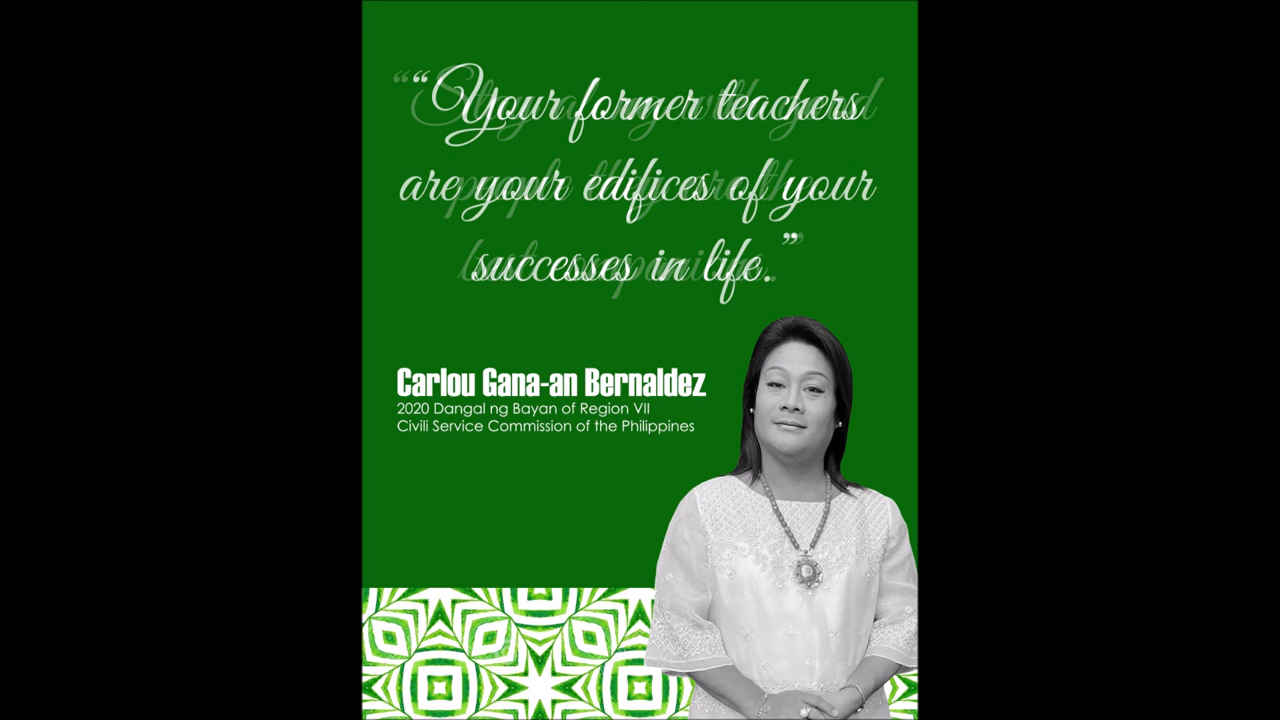 “Your former teachers
are your edifices of your
successes in life.”
Carlou Gana-an Bernaldez
2020 Dangal ng Bayan of Region VII
Civili Service Commission of the Philippines